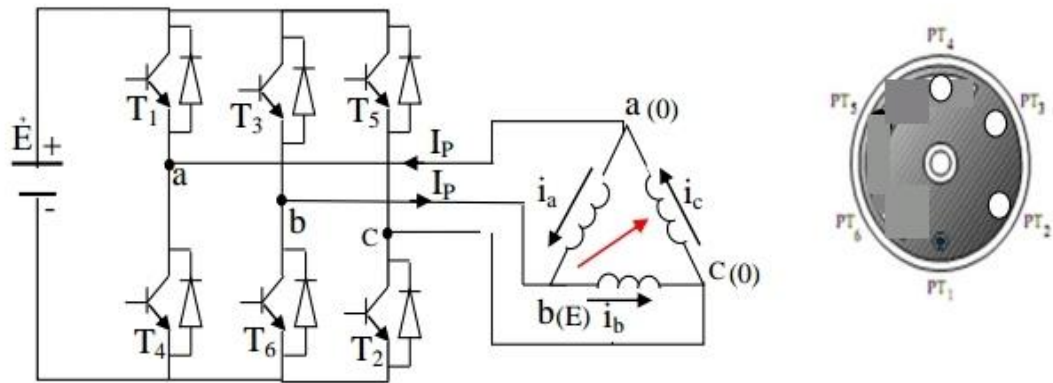 T1
T3
T5
Ė +
-
IP
IP
a
b
C
T4
T6
T2
a (0)
ia
ic
b(E)
ib
C(0)
PT4
PT5
PT3
PT6
PT2
PT1